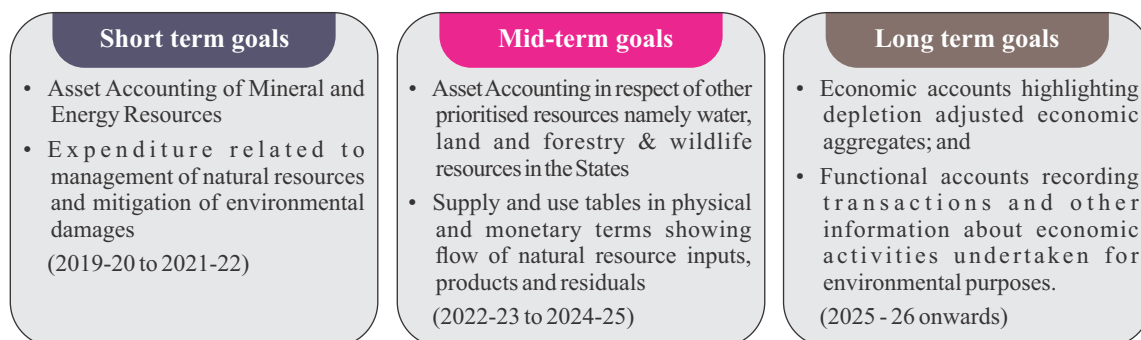 Short term goals
• Asset Accounting of Mineral and
Energy Resources
• Expenditure related to
management of natural resources
and mitigation of environmental
damages
(2019-20 to 2021-22)
Mid-term goals
• Asset Accounting in respect of other
prioritised resources namely water,
land and forestry & wildlife
resources in the States
• Supply and use tables in physical
and monetary terms showing
flow of natural resource inputs,
products and residuals
(2022-23 to 2024-25)
Long term goals
• Economic accounts highlighting
depletion adjusted economic
aggregates; and
• Functional accounts recording
transactions and other
information about economic
activities undertaken for
environmental purposes.
(2025 - 26 onwards)